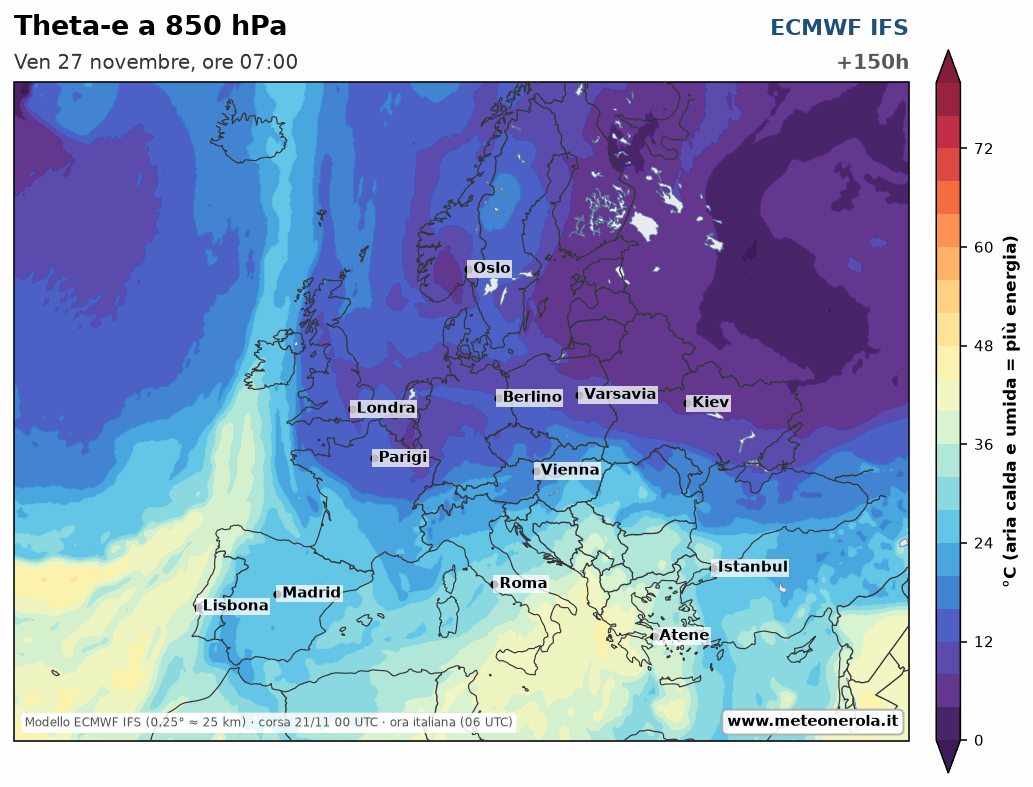 Theta-e a 850 hPa
ECMWF IFS
Ven 27 novembre, ore 07:00
+150h
Oslo
Londra
Berlino
Varsavia
Kiev
Parigi
Vienna
Istanbul
Roma
Madrid
Lisbona
Atene
Modello ECMWF IFS (0,25° ≈ 25 km) · corsa 21/11 00 UTC · ora italiana (06 UTC)
www.meteonerola.it
72
60
48
36
24
12
0
°C (aria calda e umida = più energia)